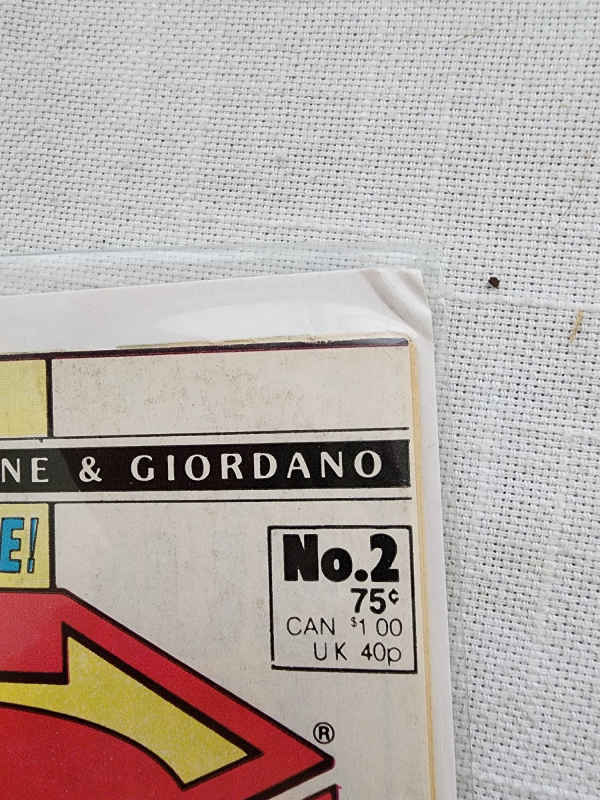 NE & GIORDANO
E!
No.2
75¢
CAN $1 00
UK 40p
®